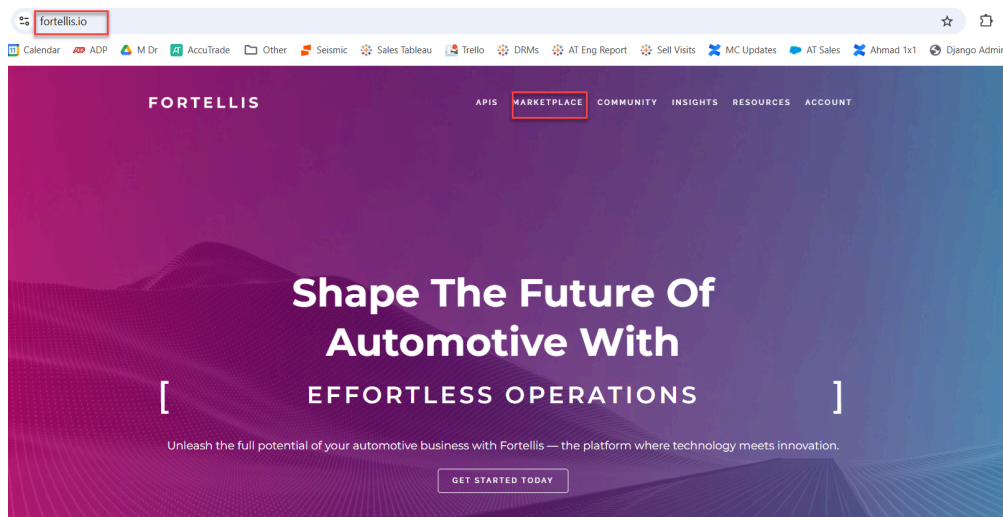 fortellis.io
Calendar ADP M Dr AccuTrade Other Seismic Sales Tableau Trello DRMs AT Eng Report Sell Visits MC Updates AT Sales Ahmad 1x1 Django Admin
FORTELLIS APIS MARKETPLACE COMMUNITY INSIGHTS RESOURCES ACCOUNT
Shape The Future Of
Automotive With
[ EFFORTLESS OPERATIONS ]
Unleash the full potential of your automotive business with Fortellis — the platform where technology meets innovation.
GET STARTED TODAY